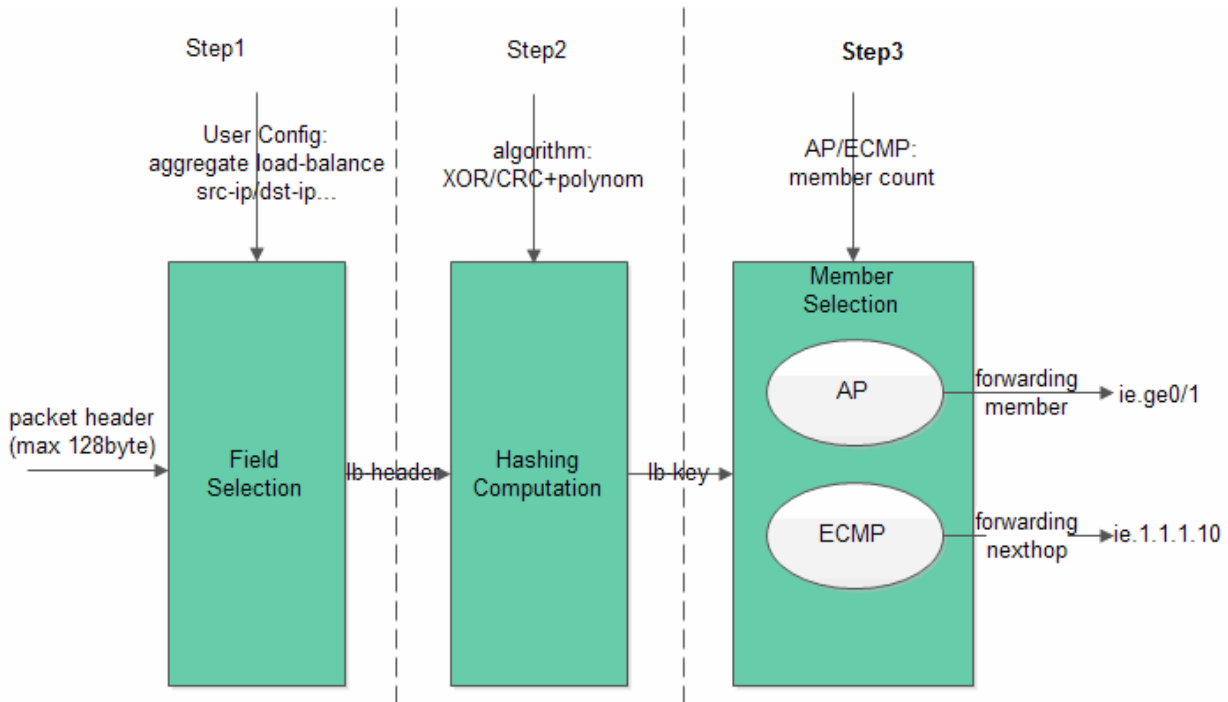 Step1
Step2
Step3
User Config:
aggregate load-balance
src-ip/dst-ip...
algorithm:
XOR/CRC+polynom
AP/ECMP:
member count
packet header
(max 128byte)
Field
Selection
lb-header
Hashing
Computation
lb-key
Member
Selection
AP
forwarding
member
ie.ge0/1
ECMP
forwarding
nexthop
ie.1.1.1.10